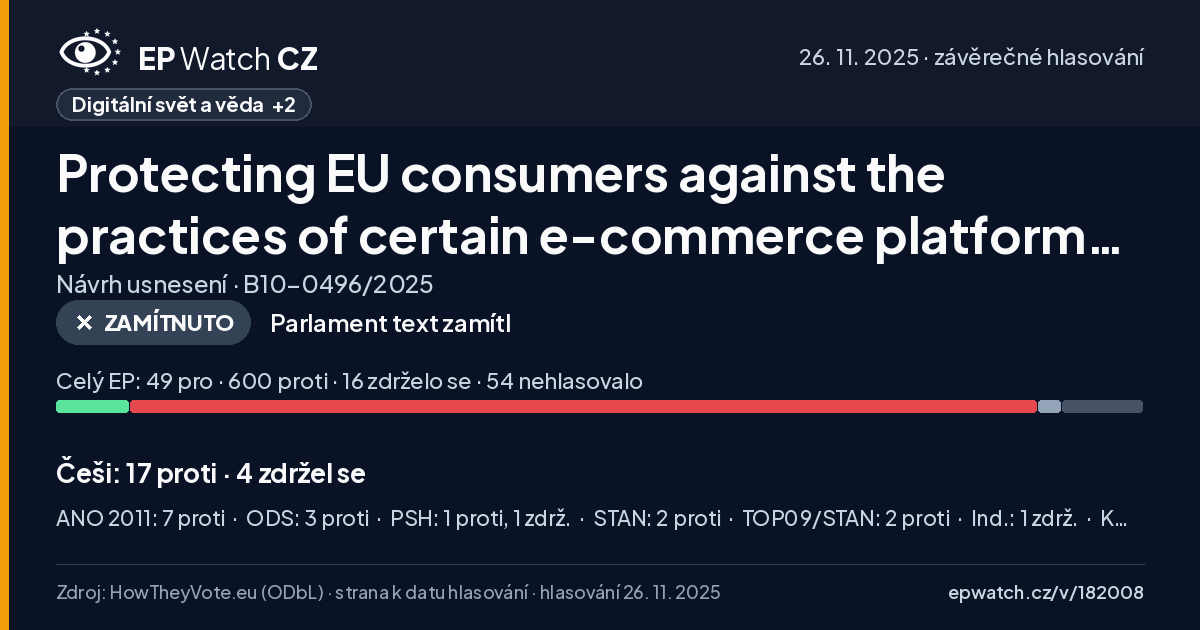 EP Watch CZ
26. 11. 2025 · závěrečné hlasování
Digitální svět a věda +2
Protecting EU consumers against the
practices of certain e-commerce platform…
Návrh usnesení · B10-0496/2025
✕ ZAMÍTNUTO Parlament text zamítl
Celý EP: 49 pro · 600 proti · 16 zdrželo se · 54 nehlasovalo
Češi: 17 proti · 4 zdržel se
ANO 2011: 7 proti · ODS: 3 proti · PSH: 1 proti, 1 zdrž. · STAN: 2 proti · TOP09/STAN: 2 proti · Ind.: 1 zdrž. · K…
Zdroj: HowTheyVote.eu (ODbL) · strana k datu hlasování · hlasování 26. 11. 2025
epwatch.cz/v/182008